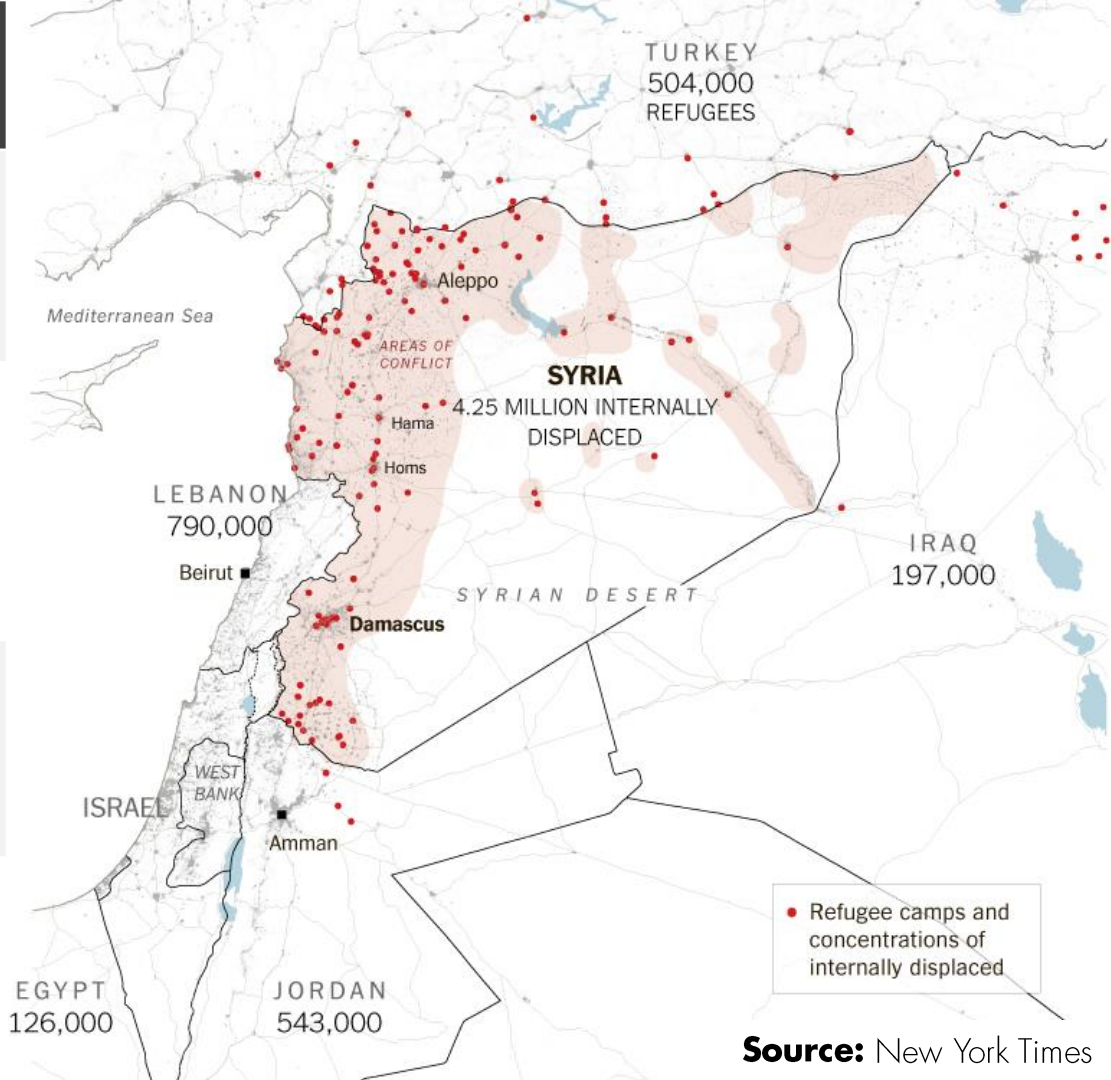 TURKEY
504,000
REFUGEES
Aleppo
Mediterranean Sea
AREAS OF
CONFLICT
SYRIA
4.25 MILLION INTERNALLY
DISPLACED
Hama
Homs
LEBANON
790,000
Beirut
IRAQ
197,000
SYRIAN DESERT
Damascus
WEST
BANK
ISRAEL
Amman
Refugee camps and
concentrations of
internally displaced
EGYPT
126,000
JORDAN
543,000
Source: New York Times